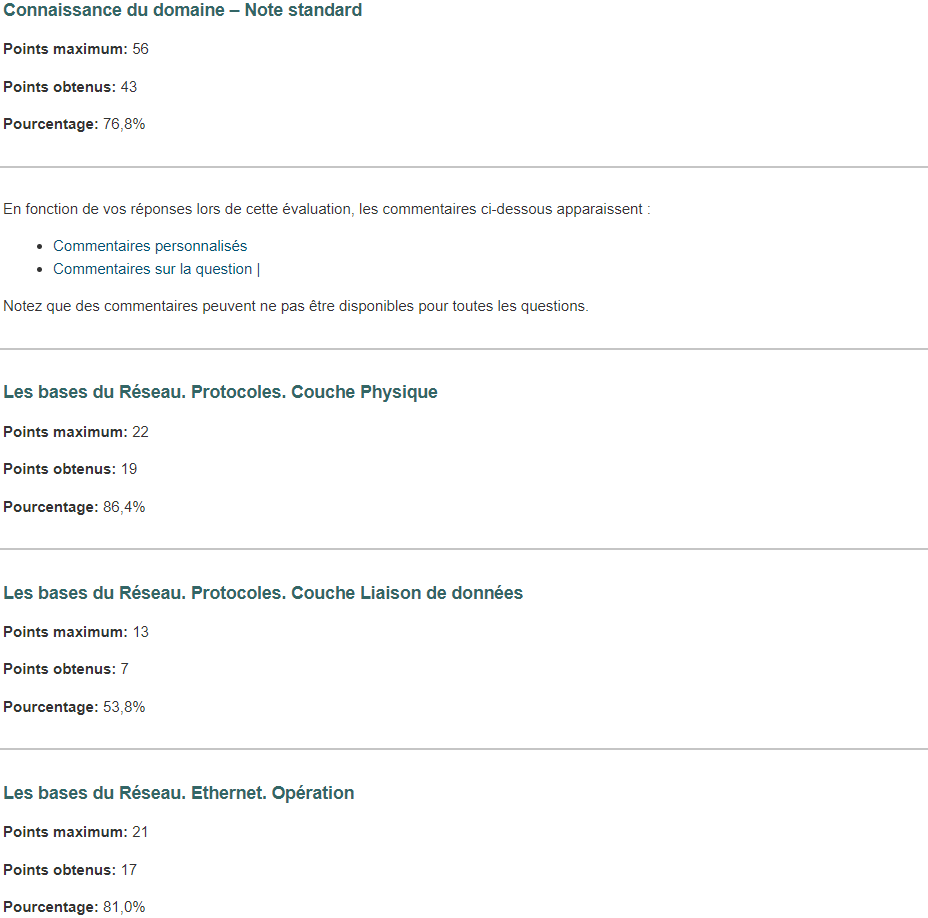 Connaissance du domaine – Note standard
Points maximum: 56
Points obtenus: 43
Pourcentage: 76,8%
En fonction de vos réponses lors de cette évaluation, les commentaires ci-dessous apparaissent :
• Commentaires personnalisés
• Commentaires sur la question |
Notez que des commentaires peuvent ne pas être disponibles pour toutes les questions.
Les bases du Réseau. Protocoles. Couche Physique
Points maximum: 22
Points obtenus: 19
Pourcentage: 86,4%
Les bases du Réseau. Protocoles. Couche Liaison de données
Points maximum: 13
Points obtenus: 7
Pourcentage: 53,8%
Les bases du Réseau. Ethernet. Opération
Points maximum: 21
Points obtenus: 17
Pourcentage: 81,0%